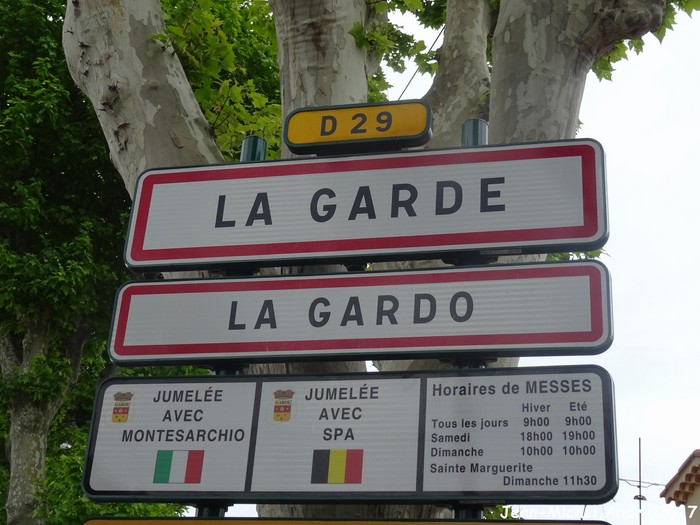 D 29
LA GARDE
LA GARDO
JUMELÉE
AVEC
MONTESARCHIO
JUMELÉE
AVEC
SPA
Horaires de MESSES
Hiver Eté
Tous les jours 9h00 9h00
Samedi 18h00 19h00
Dimanche 10h00 10h00
Sainte Marguerite
Dimanche 11h30